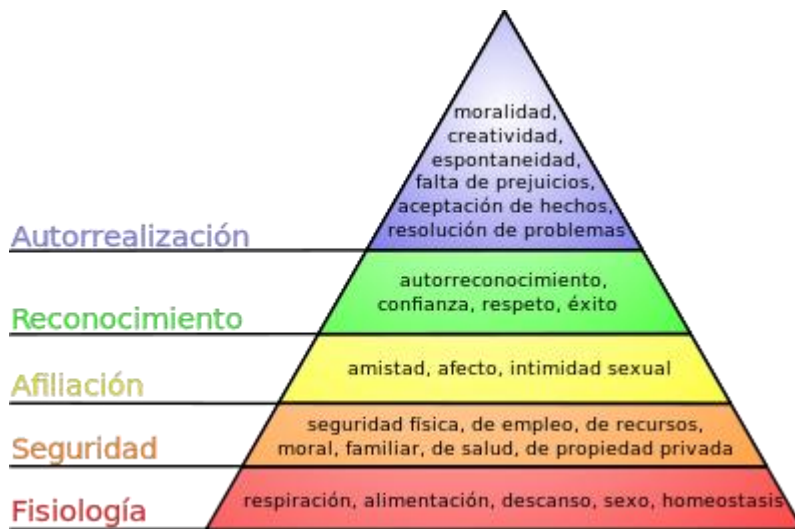 moralidad,
creatividad,
espontaneidad,
falta de prejuicios,
aceptación de hechos,
resolución de problemas
Autorrealización
autorreconocimiento,
confianza, respeto, éxito
Reconocimiento
amistad, afecto, intimidad sexual
Afiliación
seguridad física, de empleo, de recursos,
moral, familiar, de salud, de propiedad privada
Seguridad
respiración, alimentación, descanso, sexo, homeostasis
Fisiología